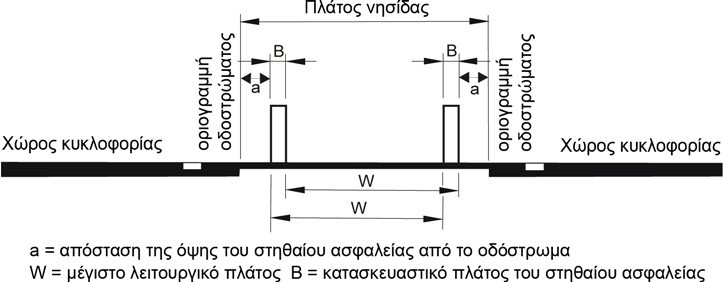 Πλάτος νησίδας
B
B
a
a
οριογραμμή
οδοστρώματος
οριογραμμή
οδοστρώματος
Χώρος κυκλοφορίας
Χώρος κυκλοφορίας
W
W
a = απόσταση της όψης του στηθαίου ασφαλείας από το οδόστρωμα
W = μέγιστο λειτουργικό πλάτος B = κατασκευαστικό πλάτος του στηθαίου ασφαλείας